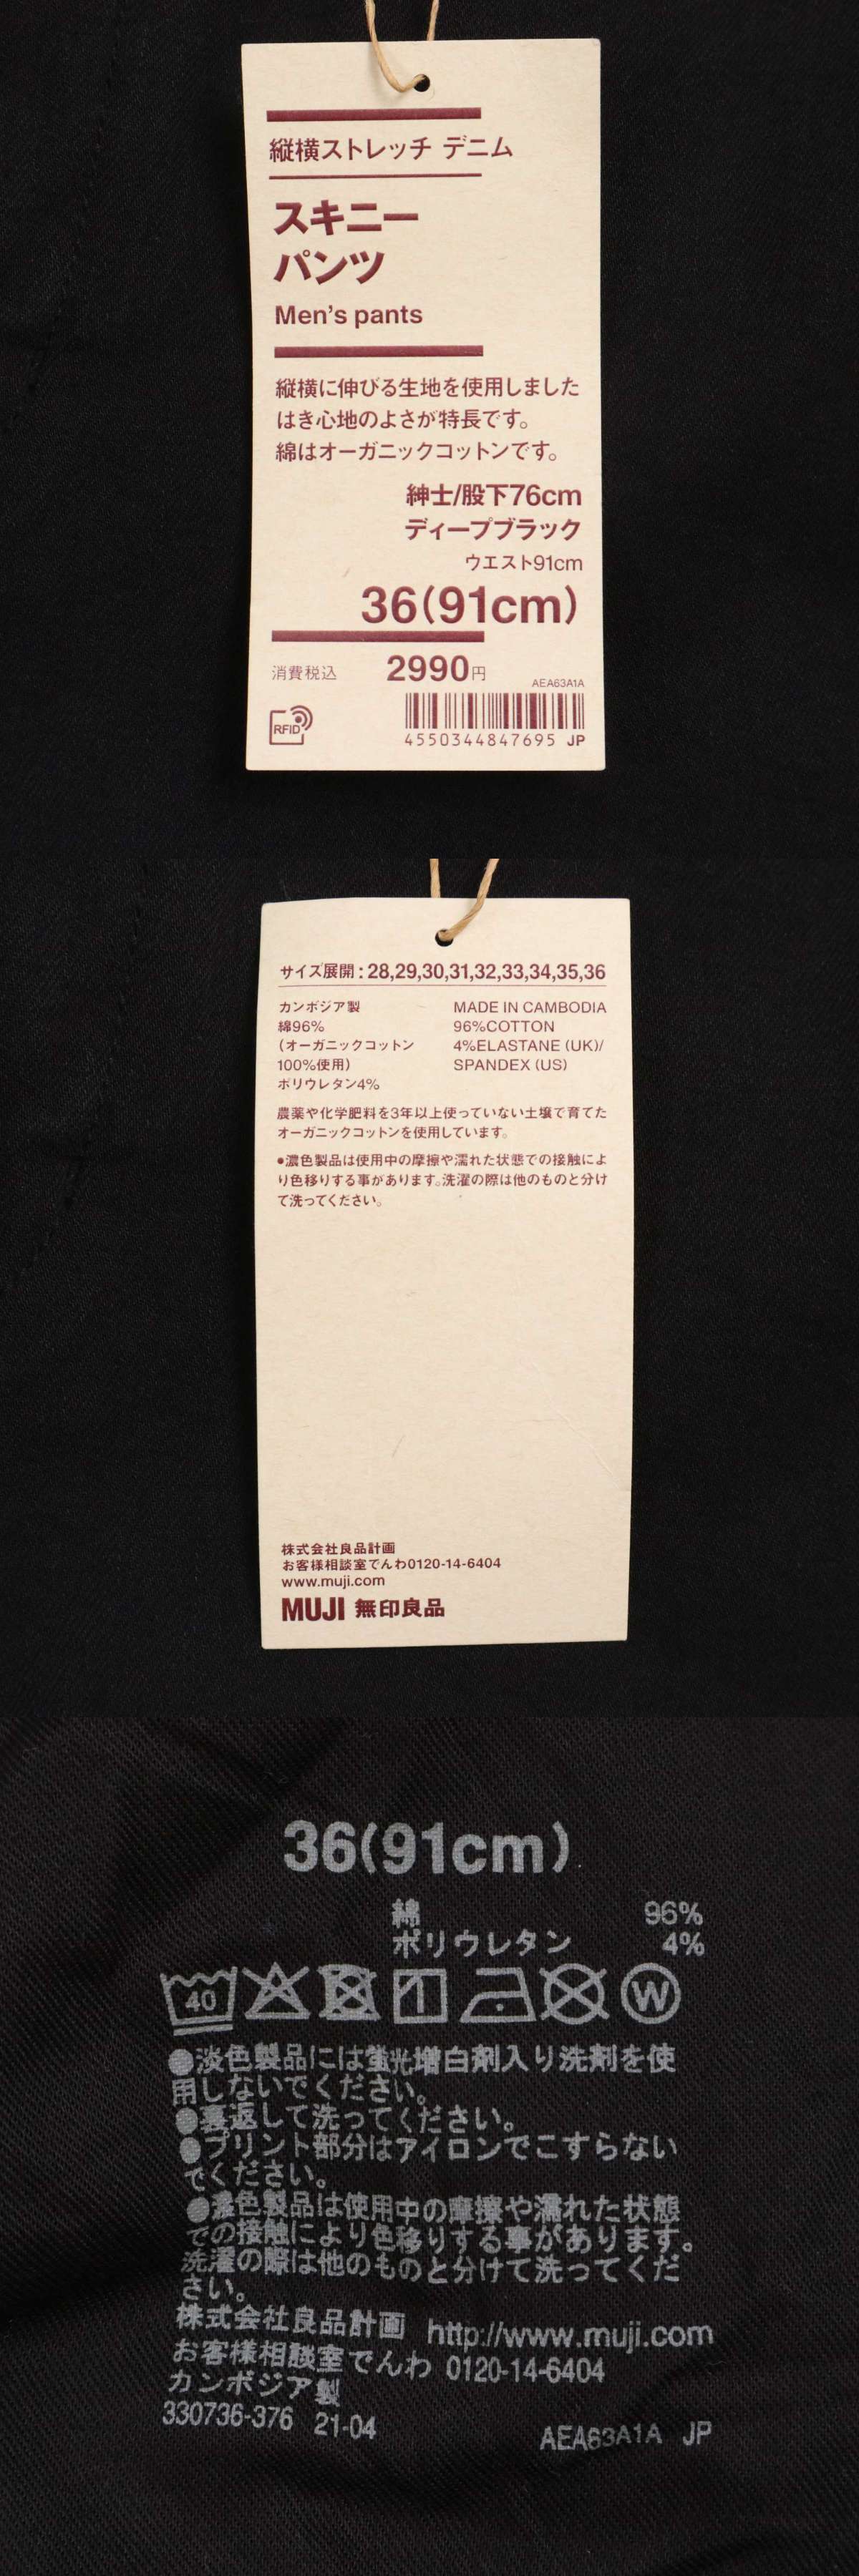 縦横ストレッチ デニム
スキニー
パンツ
Men's pants
縦横に伸びる生地を使用しました
はき心地のよさが特長です。
綿はオーガニックコットンです。
紳士/股下76cm
ディープブラック
ウエスト91cm
36(91cm)
消費税込 2990円
AEA63A1A
RFID
4550344847695 JP
サイズ展開:28,29,30,31,32,33,34,35,36
カンボジア製
綿96%
(オーガニックコットン
100%使用)
ポリウレタン4%
MADE IN CAMBODIA
96%COTTON
4%ELASTANE (UK)/
SPANDEX (US)
農薬や化学肥料を3年以上使っていない土壌で育てた
オーガニックコットンを使用しています。
●濃色製品は使用中の摩擦や濡れた状態での接触によ
り色移りする事があります。洗濯の際は他のものと分け
て洗ってください。
株式会社良品計画
お客様相談室でんわ0120-14-6404
www.muji.com
MUJI 無印良品
36(91cm)
綿 96%
ポリウレタン 4%
40 W
●淡色製品には蛍光増白剤入り洗剤を使
用しないでください。
●裏返して洗ってください。
●プリント部分はアイロンでこすらない
でください。
●濃色製品は使用中の摩擦や濡れた状態
での接触により色移りする事があります。
洗濯の際は他のものと分けて洗ってくだ
さい。
株式会社良品計画 http://www.muji.com
お客様相談室でんわ 0120-14-6404
カンボジア製
330736-376 21-04
AEA63A1A JP